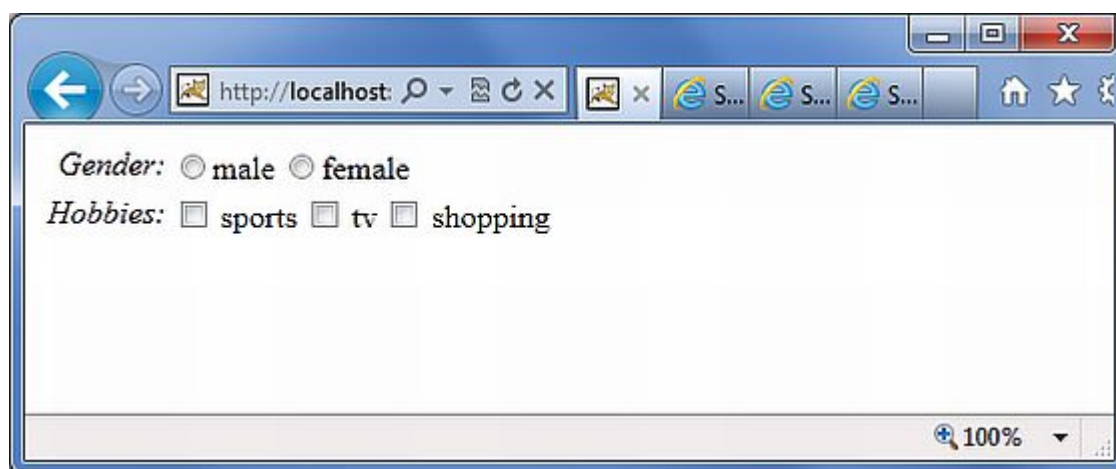 http://localhost: S... S... S...
Gender: male female
Hobbies: sports tv shopping
100%